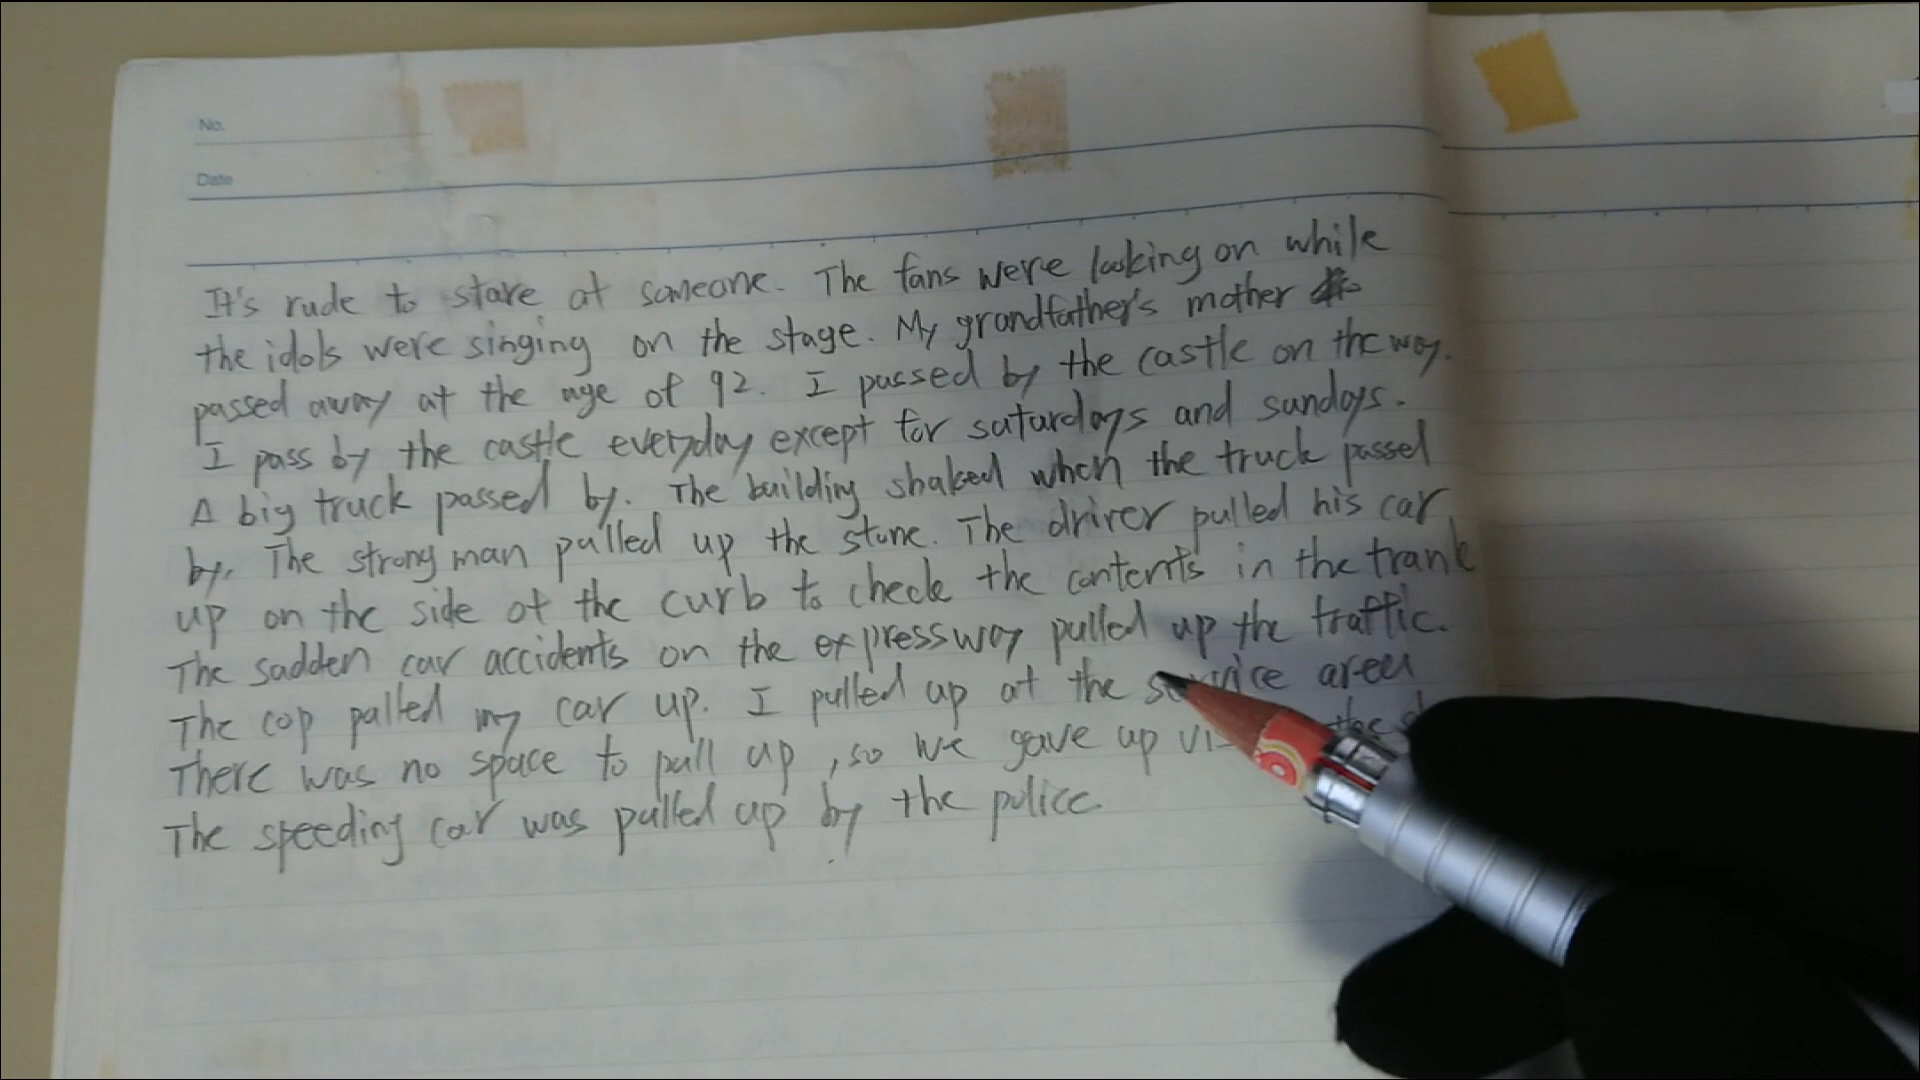 No.
Date
It's rude to stare at someone. The fans were looking on while
the idols were singing on the stage. My grandfather's mother
passed away at the age of 92. I passed by the castle on the way.
I pass by the castle everyday except for saturdays and sundays.
A big truck passed by. The building shaked when the truck passed
by. The strong man pulled up the stone. The driver pulled his car
up on the side of the curb to check the contents in the trank
The sadden car accidents on the expressway pulled up the traffic.
The cop palled my car up. I pulled up at the service area
There was no space to pull up, so we gave up the
The speeding car was pulled up by the police